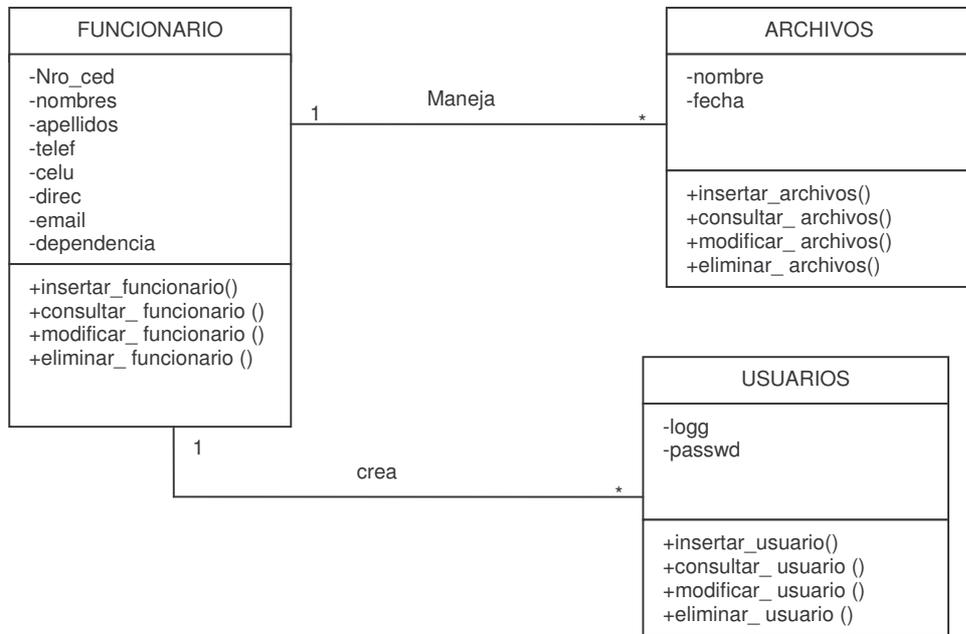 FUNCIONARIO
-Nro_ced
-nombres
-apellidos
-telef
-celu
-direc
-email
-dependencia
+insertar_funcionario()
+consultar_ funcionario ()
+modificar_ funcionario ()
+eliminar_ funcionario ()
Maneja
1
*
ARCHIVOS
-nombre
-fecha
+insertar_archivos()
+consultar_ archivos()
+modificar_ archivos()
+eliminar_ archivos()
1
crea
*
USUARIOS
-logg
-passwd
+insertar_usuario()
+consultar_ usuario ()
+modificar_ usuario ()
+eliminar_ usuario ()